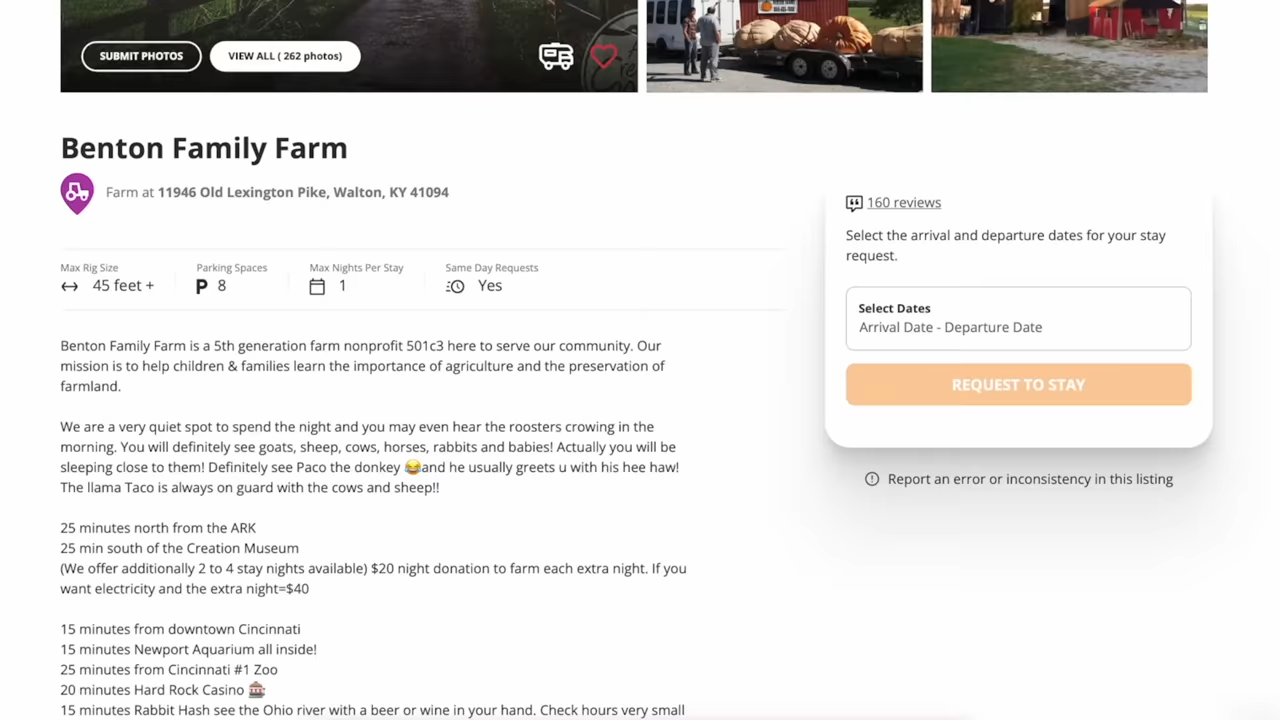 SUBMIT PHOTOS
VIEW ALL ( 262 photos)
Benton Family Farm
Farm at 11946 Old Lexington Pike, Walton, KY 41094
Max Rig Size
45 feet +
Parking Spaces
P 8
Max Nights Per Stay
1
Same Day Requests
Yes
Benton Family Farm is a 5th generation farm nonprofit 501c3 here to serve our community. Our
mission is to help children & families learn the importance of agriculture and the preservation of
farmland.
We are a very quiet spot to spend the night and you may even hear the roosters crowing in the
morning. You will definitely see goats, sheep, cows, horses, rabbits and babies! Actually you will be
sleeping close to them! Definitely see Paco the donkey 😂and he usually greets u with his hee haw!
The llama Taco is always on guard with the cows and sheep!!
25 minutes north from the ARK
25 min south of the Creation Museum
(We offer additionally 2 to 4 stay nights available) $20 night donation to farm each extra night. If you
want electricity and the extra night=$40
15 minutes from downtown Cincinnati
15 minutes Newport Aquarium all inside!
25 minutes from Cincinnati #1 Zoo
20 minutes Hard Rock Casino 🎰
15 minutes Rabbit Hash see the Ohio river with a beer or wine in your hand. Check hours very small
160 reviews
Select the arrival and departure dates for your stay
request.
Select Dates
Arrival Date - Departure Date
REQUEST TO STAY
Report an error or inconsistency in this listing